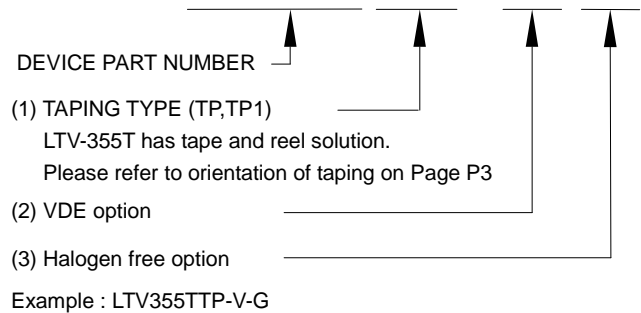 DEVICE PART NUMBER
(1) TAPING TYPE (TP,TP1)
LTV-355T has tape and reel solution.
Please refer to orientation of taping on Page P3
(2) VDE option
(3) Halogen free option
Example : LTV355TTP-V-G